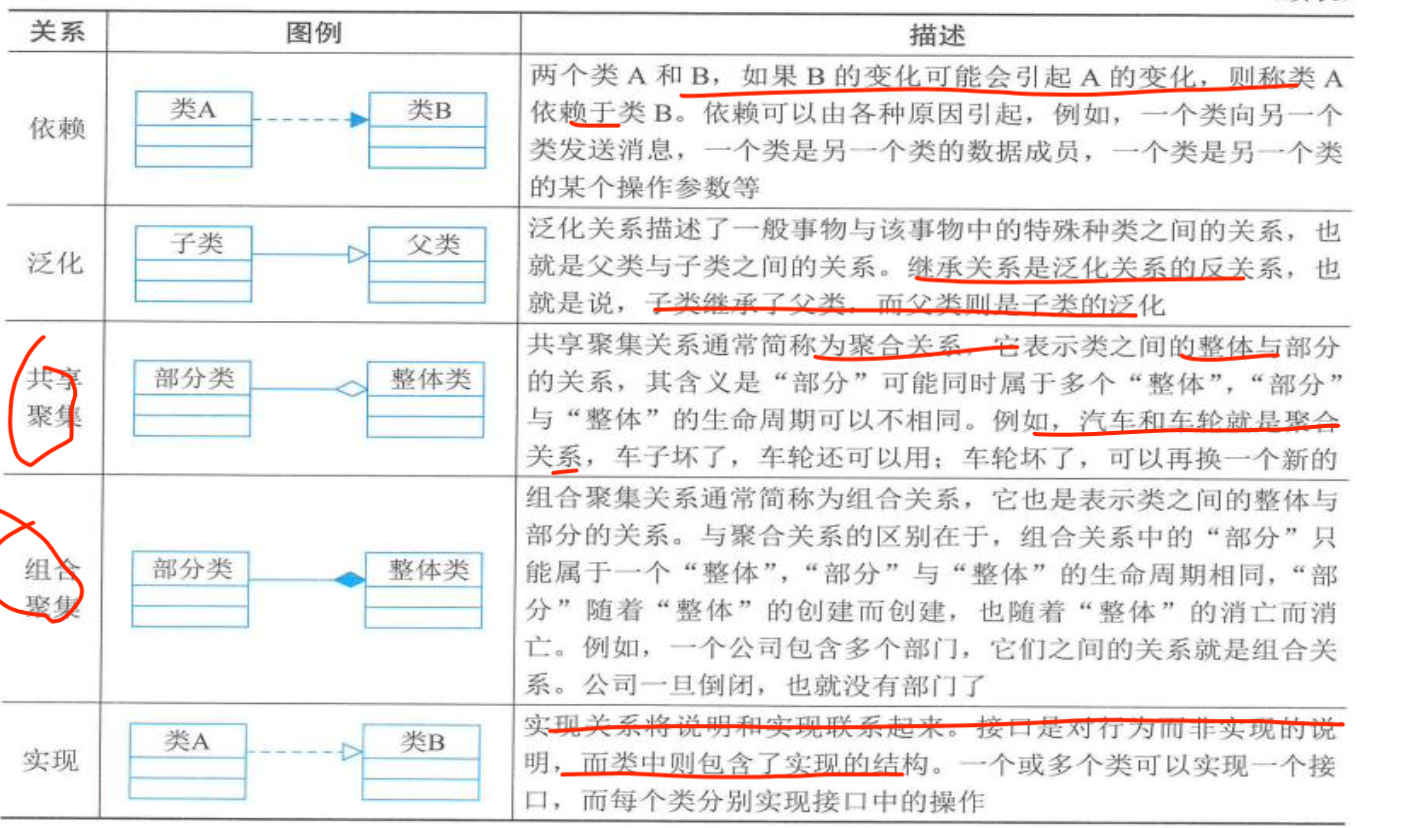 关系 图例 描述
依赖
类A 类B
两个类 A 和 B，如果 B 的变化可能会引起 A 的变化，则称类 A
依赖于类 B。依赖可以由各种原因引起，例如，一个类向另一个
类发送消息，一个类是另一个类的数据成员，一个类是另一个类
的某个操作参数等
泛化
子类 父类
泛化关系描述了一般事物与该事物中的特殊种类之间的关系，也
就是父类与子类之间的关系。继承关系是泛化关系的反关系，也
就是说，子类继承了父类，而父类则是子类的泛化
共享
聚集
部分类 整体类
共享聚集关系通常简称为聚合关系，它表示类之间的整体与部分
的关系，其含义是“部分”可能同时属于多个“整体”，“部分”
与“整体”的生命周期可以不相同。例如，汽车和车轮就是聚合
关系，车子坏了，车轮还可以用；车轮坏了，可以再换一个新的
组合
聚集
部分类 整体类
组合聚集关系通常简称为组合关系，它也是表示类之间的整体与
部分的关系。与聚合关系的区别在于，组合关系中的“部分”只
能属于一个“整体”，“部分”与“整体”的生命周期相同，“部
分”随着“整体”的创建而创建，也随着“整体”的消亡而消
亡。例如，一个公司包含多个部门，它们之间的关系就是组合关
系。公司一旦倒闭，也就没有部门了
实现
类A 类B
实现关系将说明和实现联系起来。接口是对行为而非实现的说
明，而类中则包含了实现的结构。一个或多个类可以实现一个接
口，而每个类分别实现接口中的操作